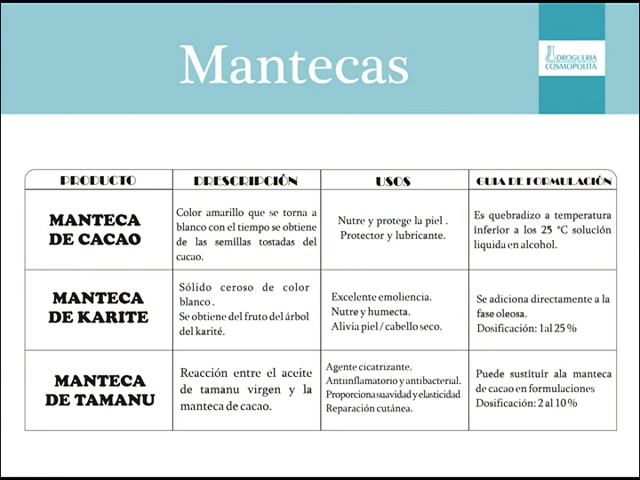 Mantecas
DROGUERIA
COSMOPOLITA
PRODUCTO
DRESCRIPCIÓN
USOS
GUIA DE FORMULACIÓN
MANTECA
DE CACAO
Color amarillo que se torna a
blanco con el tiempo se obtiene
de las semillas tostadas del
cacao.
Nutre y protege la piel .
Protector y lubricante.
Es quebradizo a temperatura
inferior a los 25 °C solución
liquida en alcohol.
MANTECA
DE KARITE
Sólido ceroso de color
blanco .
Se obtiene del fruto del árbol
del karité.
Excelente emoliencia.
Nutre y humecta.
Alivia piel / cabello seco.
Se adiciona directamente a la
fase oleosa.
Dosificación: 1 al 25 %
MANTECA
DE TAMANU
Reacción entre el aceite
de tamanu virgen y la
manteca de cacao.
Agente cicatrizante.
Antiinflamatorio y antibacterial.
Proporciona suavidad y elasticidad
Reparación cutánea.
Puede sustituir ala manteca
de cacao en formulaciones
Dosificación: 2 al 10 %